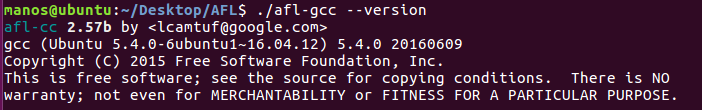 manos@ubuntu:~/Desktop/AFL$ ./afl-gcc --version
afl-cc 2.57b by <lcamtuf@google.com>
gcc (Ubuntu 5.4.0-6ubuntu1~16.04.12) 5.4.0 20160609
Copyright (C) 2015 Free Software Foundation, Inc.
This is free software; see the source for copying conditions.  There is NO
warranty; not even for MERCHANTABILITY or FITNESS FOR A PARTICULAR PURPOSE.